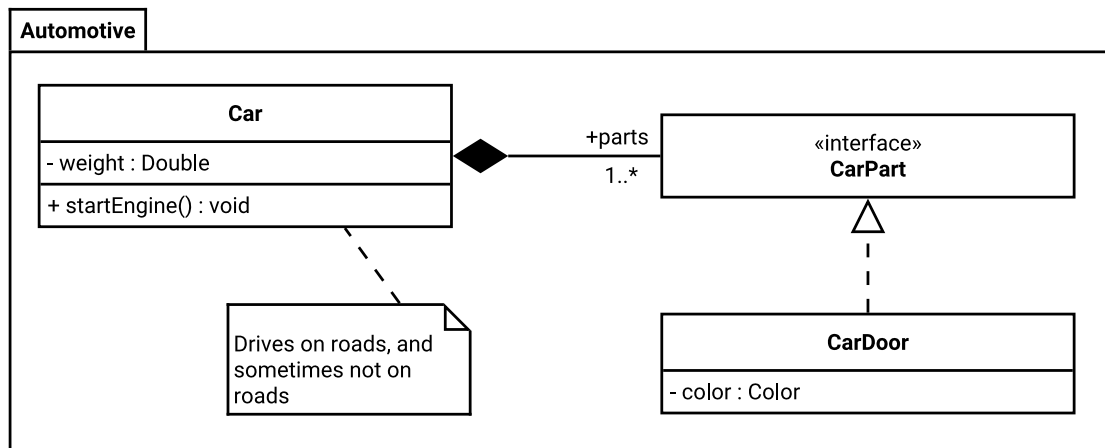 Automotive
Car
- weight : Double
+ startEngine() : void
+parts
1..*
«interface»
CarPart
Drives on roads, and
sometimes not on
roads
CarDoor
- color : Color